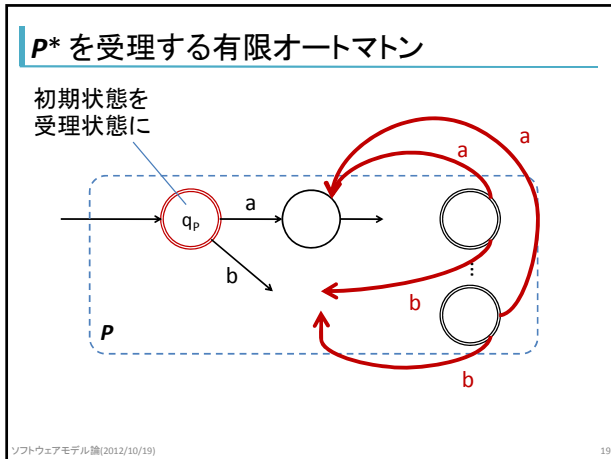 P* を受理する有限オートマトン
初期状態を
受理状態に
a
a
a
qP
b
⋮
b
P
b
ソフトウェアモデル論(2012/10/19)
19